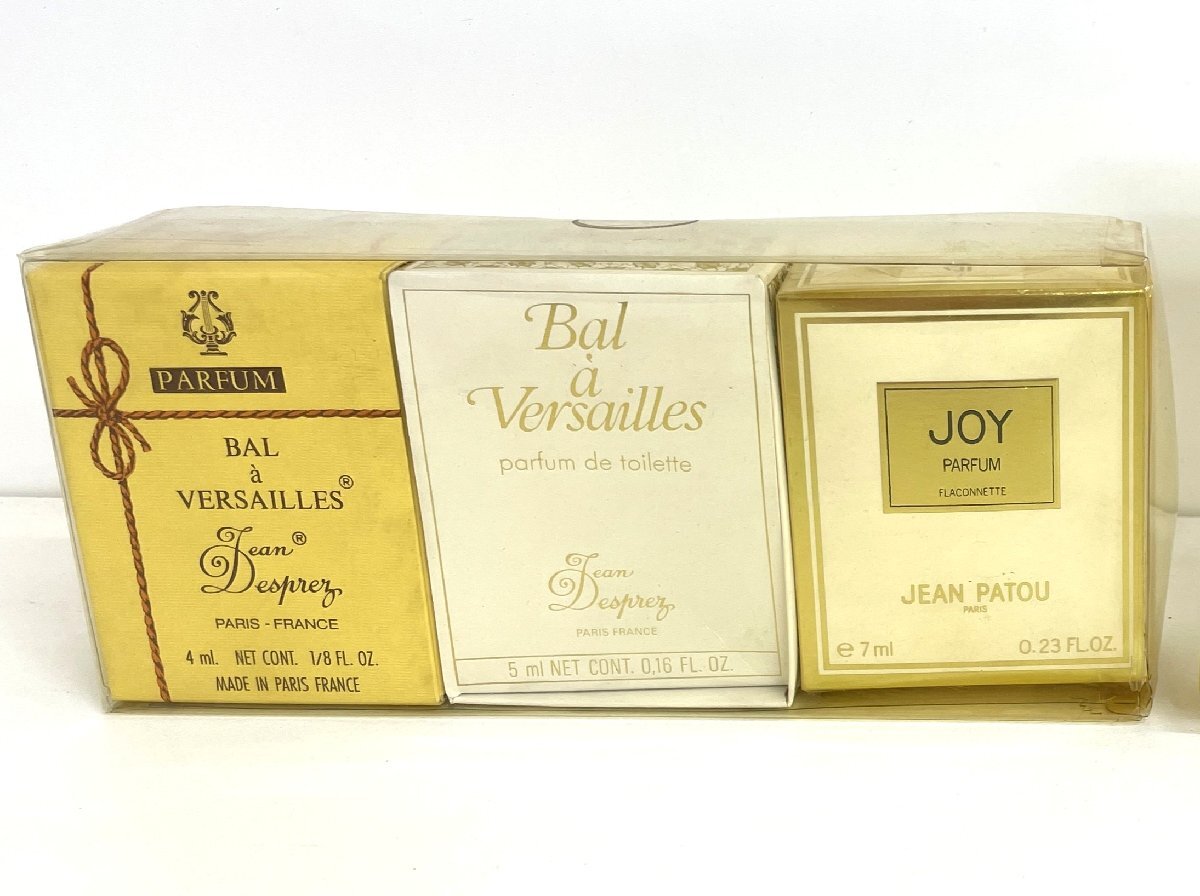 PARFUM
BAL
à
VERSAILLES®
Jean®
Desprez
PARIS - FRANCE
4 ml. NET CONT. 1/8 FL. OZ.
MADE IN PARIS FRANCE
Bal
à
Versailles
parfum de toilette
Jean
Desprez
PARIS FRANCE
5 ml NET CONT. 0,16 FL. OZ.
JOY
PARFUM
FLACONNETTE
JEAN PATOU
PARIS
e 7 ml 0.23 FL.OZ.